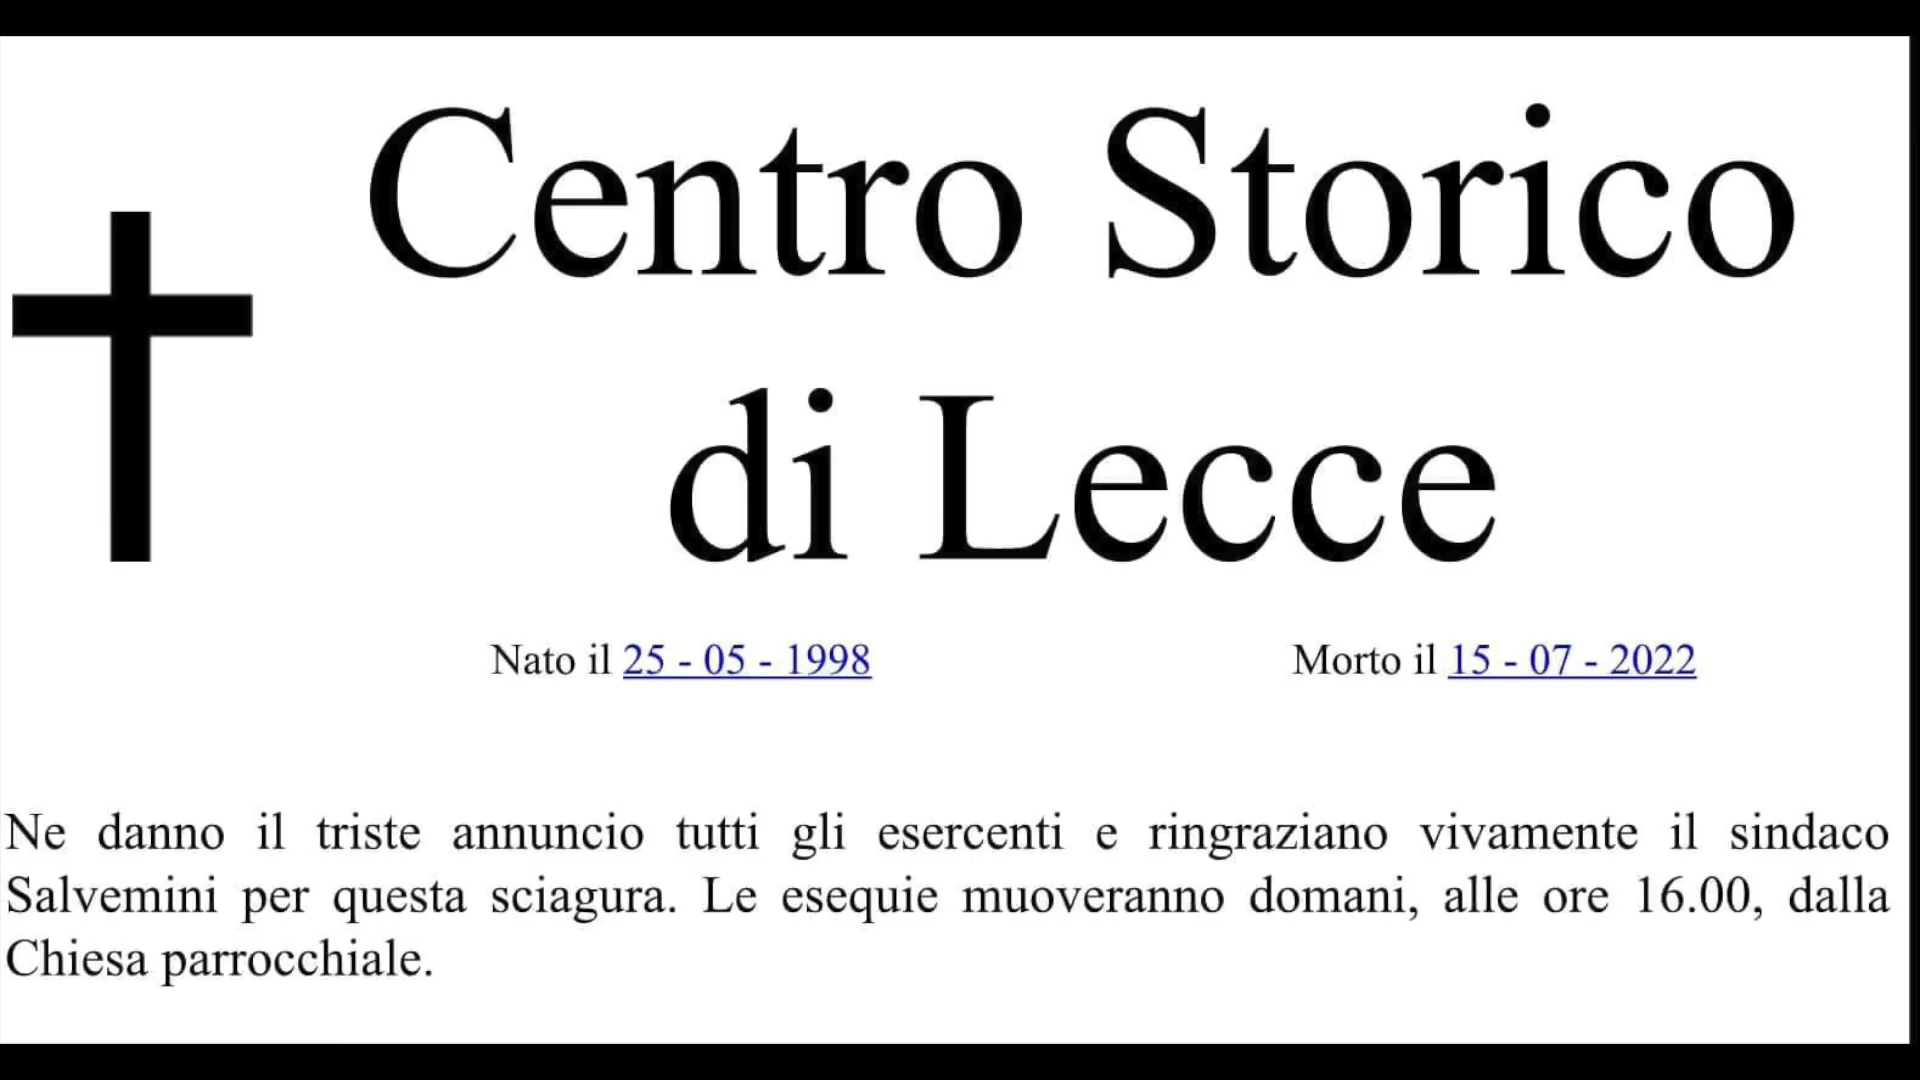 Centro Storico
di Lecce
Nato il 25 - 05 - 1998 Morto il 15 - 07 - 2022
Ne danno il triste annuncio tutti gli esercenti e ringraziano vivamente il sindaco
Salvemini per questa sciagura. Le esequie muoveranno domani, alle ore 16.00, dalla
Chiesa parrocchiale.